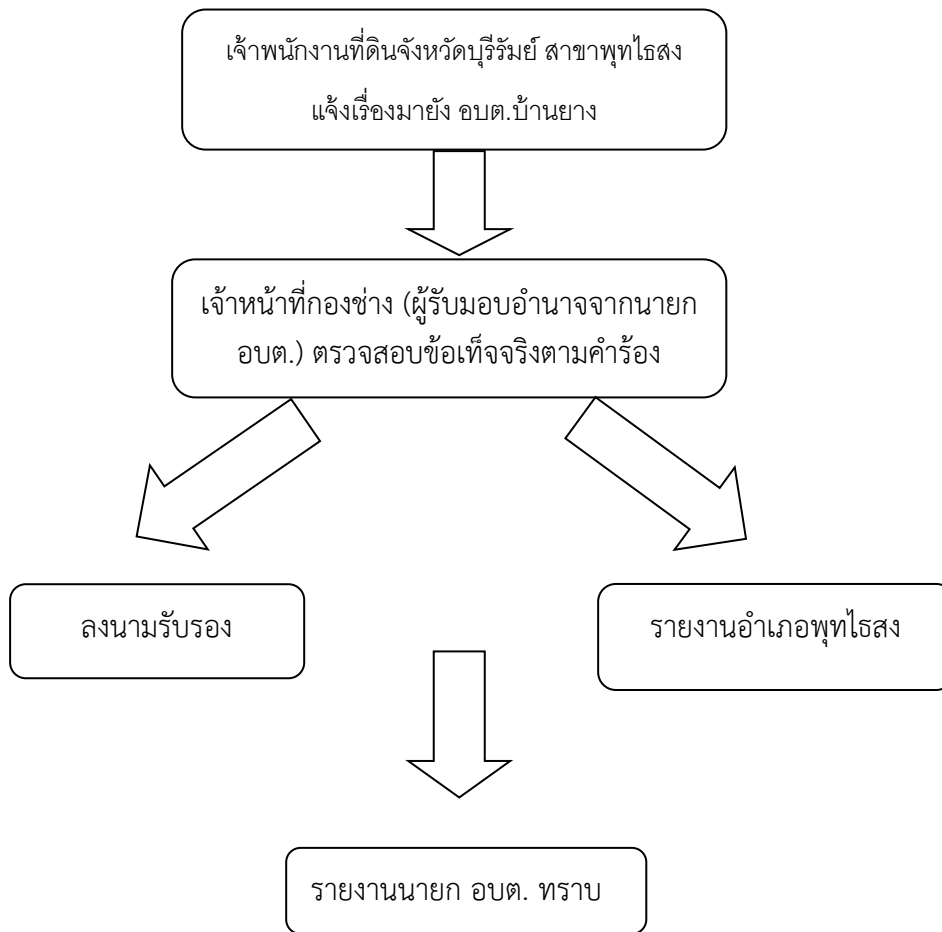 เจ้าพนักงานที่ดินจังหวัดบุรีรัมย์ สาขาพุทไธสง
แจ้งเรื่องมายัง อบต.บ้านยาง
เจ้าหน้าที่กองช่าง (ผู้รับมอบอำนาจจากนายก
อบต.) ตรวจสอบข้อเท็จจริงตามคำร้อง
ลงนามรับรอง
รายงานอำเภอพุทไธสง
รายงานนายก อบต. ทราบ